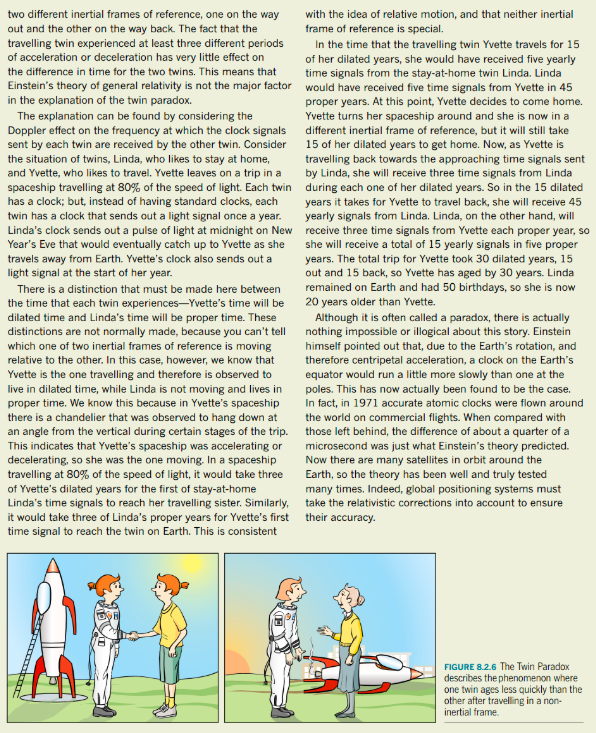 two different inertial frames of reference, one on the way
out and the other on the way back. The fact that the
travelling twin experienced at least three different periods
of acceleration or deceleration has very little effect on
the difference in time for the two twins. This means that
Einstein's theory of general relativity is not the major factor
in the explanation of the twin paradox.
The explanation can be found by considering the
Doppler effect on the frequency at which the clock signals
sent by each twin are received by the other twin. Consider
the situation of twins, Linda, who likes to stay at home,
and Yvette, who likes to travel. Yvette leaves on a trip in a
spaceship travelling at 80% of the speed of light. Each twin
has a clock; but, instead of having standard clocks, each
twin has a clock that sends out a light signal once a year.
Linda's clock sends out a pulse of light at midnight on New
Year's Eve that would eventually catch up to Yvette as she
travels away from Earth. Yvette's clock also sends out a
light signal at the start of her year.
There is a distinction that must be made here between
the time that each twin experiences—Yvette's time will be
dilated time and Linda's time will be proper time. These
distinctions are not normally made, because you can't tell
which one of two inertial frames of reference is moving
relative to the other. In this case, however, we know that
Yvette is the one travelling and therefore is observed to
live in dilated time, while Linda is not moving and lives in
proper time. We know this because in Yvette's spaceship
there is a chandelier that was observed to hang down at
an angle from the vertical during certain stages of the trip.
This indicates that Yvette's spaceship was accelerating or
decelerating, so she was the one moving. In a spaceship
travelling at 80% of the speed of light, it would take three
of Yvette's dilated years for the first of stay-at-home
Linda's time signals to reach her travelling sister. Similarly,
it would take three of Linda's proper years for Yvette's first
time signal to reach the twin on Earth. This is consistent
with the idea of relative motion, and that neither inertial
frame of reference is special.
In the time that the travelling twin Yvette travels for 15
of her dilated years, she would have received five yearly
time signals from the stay-at-home twin Linda. Linda
would have received five time signals from Yvette in 45
proper years. At this point, Yvette decides to come home.
Yvette turns her spaceship around and she is now in a
different inertial frame of reference, but it will still take
15 of her dilated years to get home. Now, as Yvette is
travelling back towards the approaching time signals sent
by Linda, she will receive three time signals from Linda
during each one of her dilated years. So in the 15 dilated
years it takes for Yvette to travel back, she will receive 45
yearly signals from Linda. Linda, on the other hand, will
receive three time signals from Yvette each proper year, so
she will receive a total of 15 yearly signals in five proper
years. The total trip for Yvette took 30 dilated years, 15
out and 15 back, so Yvette has aged by 30 years. Linda
remained on Earth and had 50 birthdays, so she is now
20 years older than Yvette.
Although it is often called a paradox, there is actually
nothing impossible or illogical about this story. Einstein
himself pointed out that, due to the Earth's rotation, and
therefore centripetal acceleration, a clock on the Earth's
equator would run a little more slowly than one at the
poles. This has now actually been found to be the case.
In fact, in 1971 accurate atomic clocks were flown around
the world on commercial flights. When compared with
those left behind, the difference of about a quarter of a
microsecond was just what Einstein's theory predicted.
Now there are many satellites in orbit around the
Earth, so the theory has been well and truly tested
many times. Indeed, global positioning systems must
take the relativistic corrections into account to ensure
their accuracy.
FIGURE 8.2.6 The Twin Paradox
describes the phenomenon where
one twin ages less quickly than the
other after travelling in a non-
inertial frame.